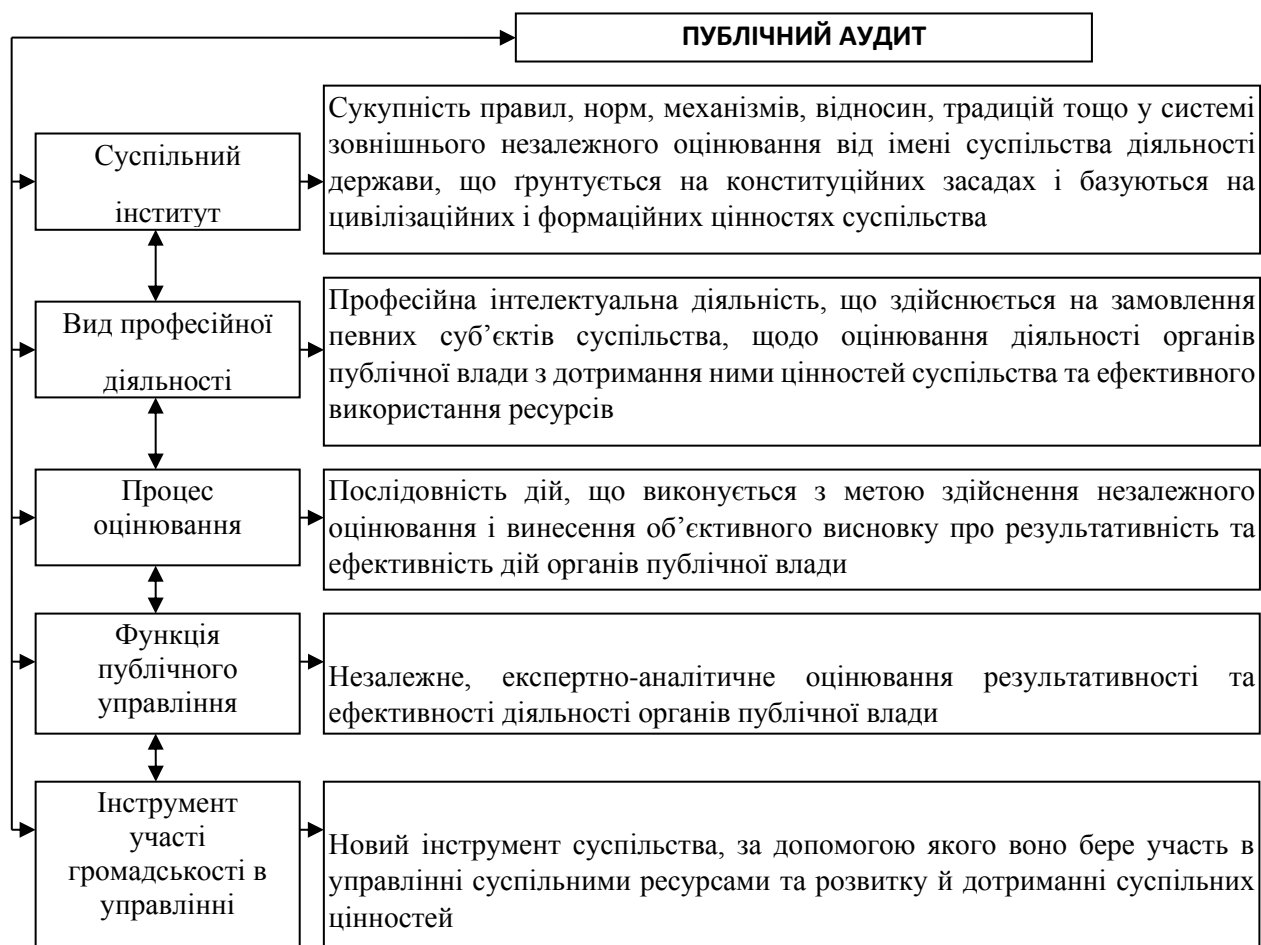 ПУБЛІЧНИЙ АУДИТ
Суспільний
інститут
Сукупність правил, норм, механізмів, відносин, традицій тощо у системі
зовнішнього незалежного оцінювання від імені суспільства діяльності
держави, що ґрунтується на конституційних засадах і базуються на
цивілізаційних і формаційних цінностях суспільства
Вид професійної
діяльності
Професійна інтелектуальна діяльність, що здійснюється на замовлення
певних суб’єктів суспільства, щодо оцінювання діяльності органів
публічної влади з дотримання ними цінностей суспільства та ефективного
використання ресурсів
Процес
оцінювання
Послідовність дій, що виконується з метою здійснення незалежного
оцінювання і винесення об’єктивного висновку про результативність та
ефективність дій органів публічної влади
Функція
публічного
управління
Незалежне, експертно-аналітичне оцінювання результативності та
ефективності діяльності органів публічної влади
Інструмент
участі
громадськості в
управлінні
Новий інструмент суспільства, за допомогою якого воно бере участь в
управлінні суспільними ресурсами та розвитку й дотриманні суспільних
цінностей